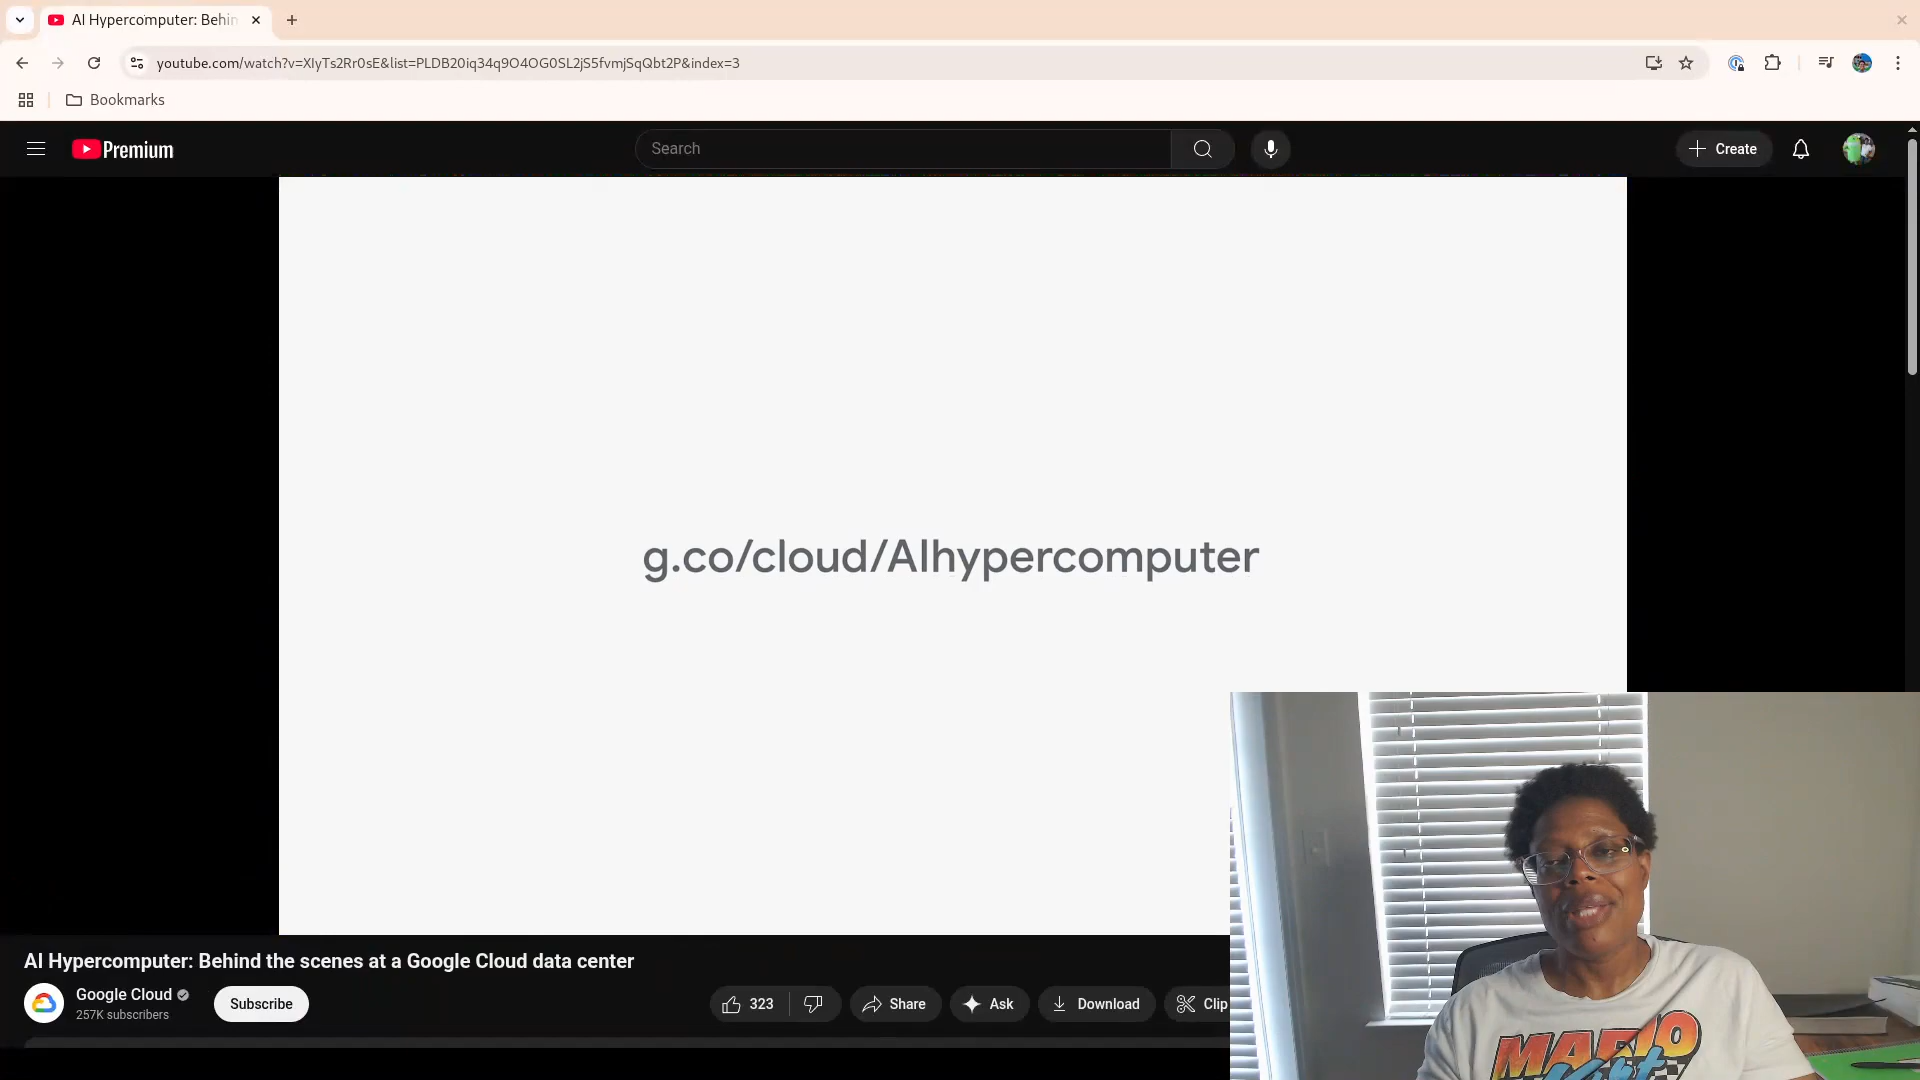 AI Hypercomputer: Behin
youtube.com/watch?v=XIyTs2Rr0sE&list=PLDB20iq34q9O4OG0SL2jS5fvmjSqQbt2P&index=3
Bookmarks
Premium
Search
Create
g.co/cloud/AIhypercomputer
AI Hypercomputer: Behind the scenes at a Google Cloud data center
Google Cloud
257K subscribers
Subscribe
323
Share
Ask
Download
Clip
MARIO
Kart